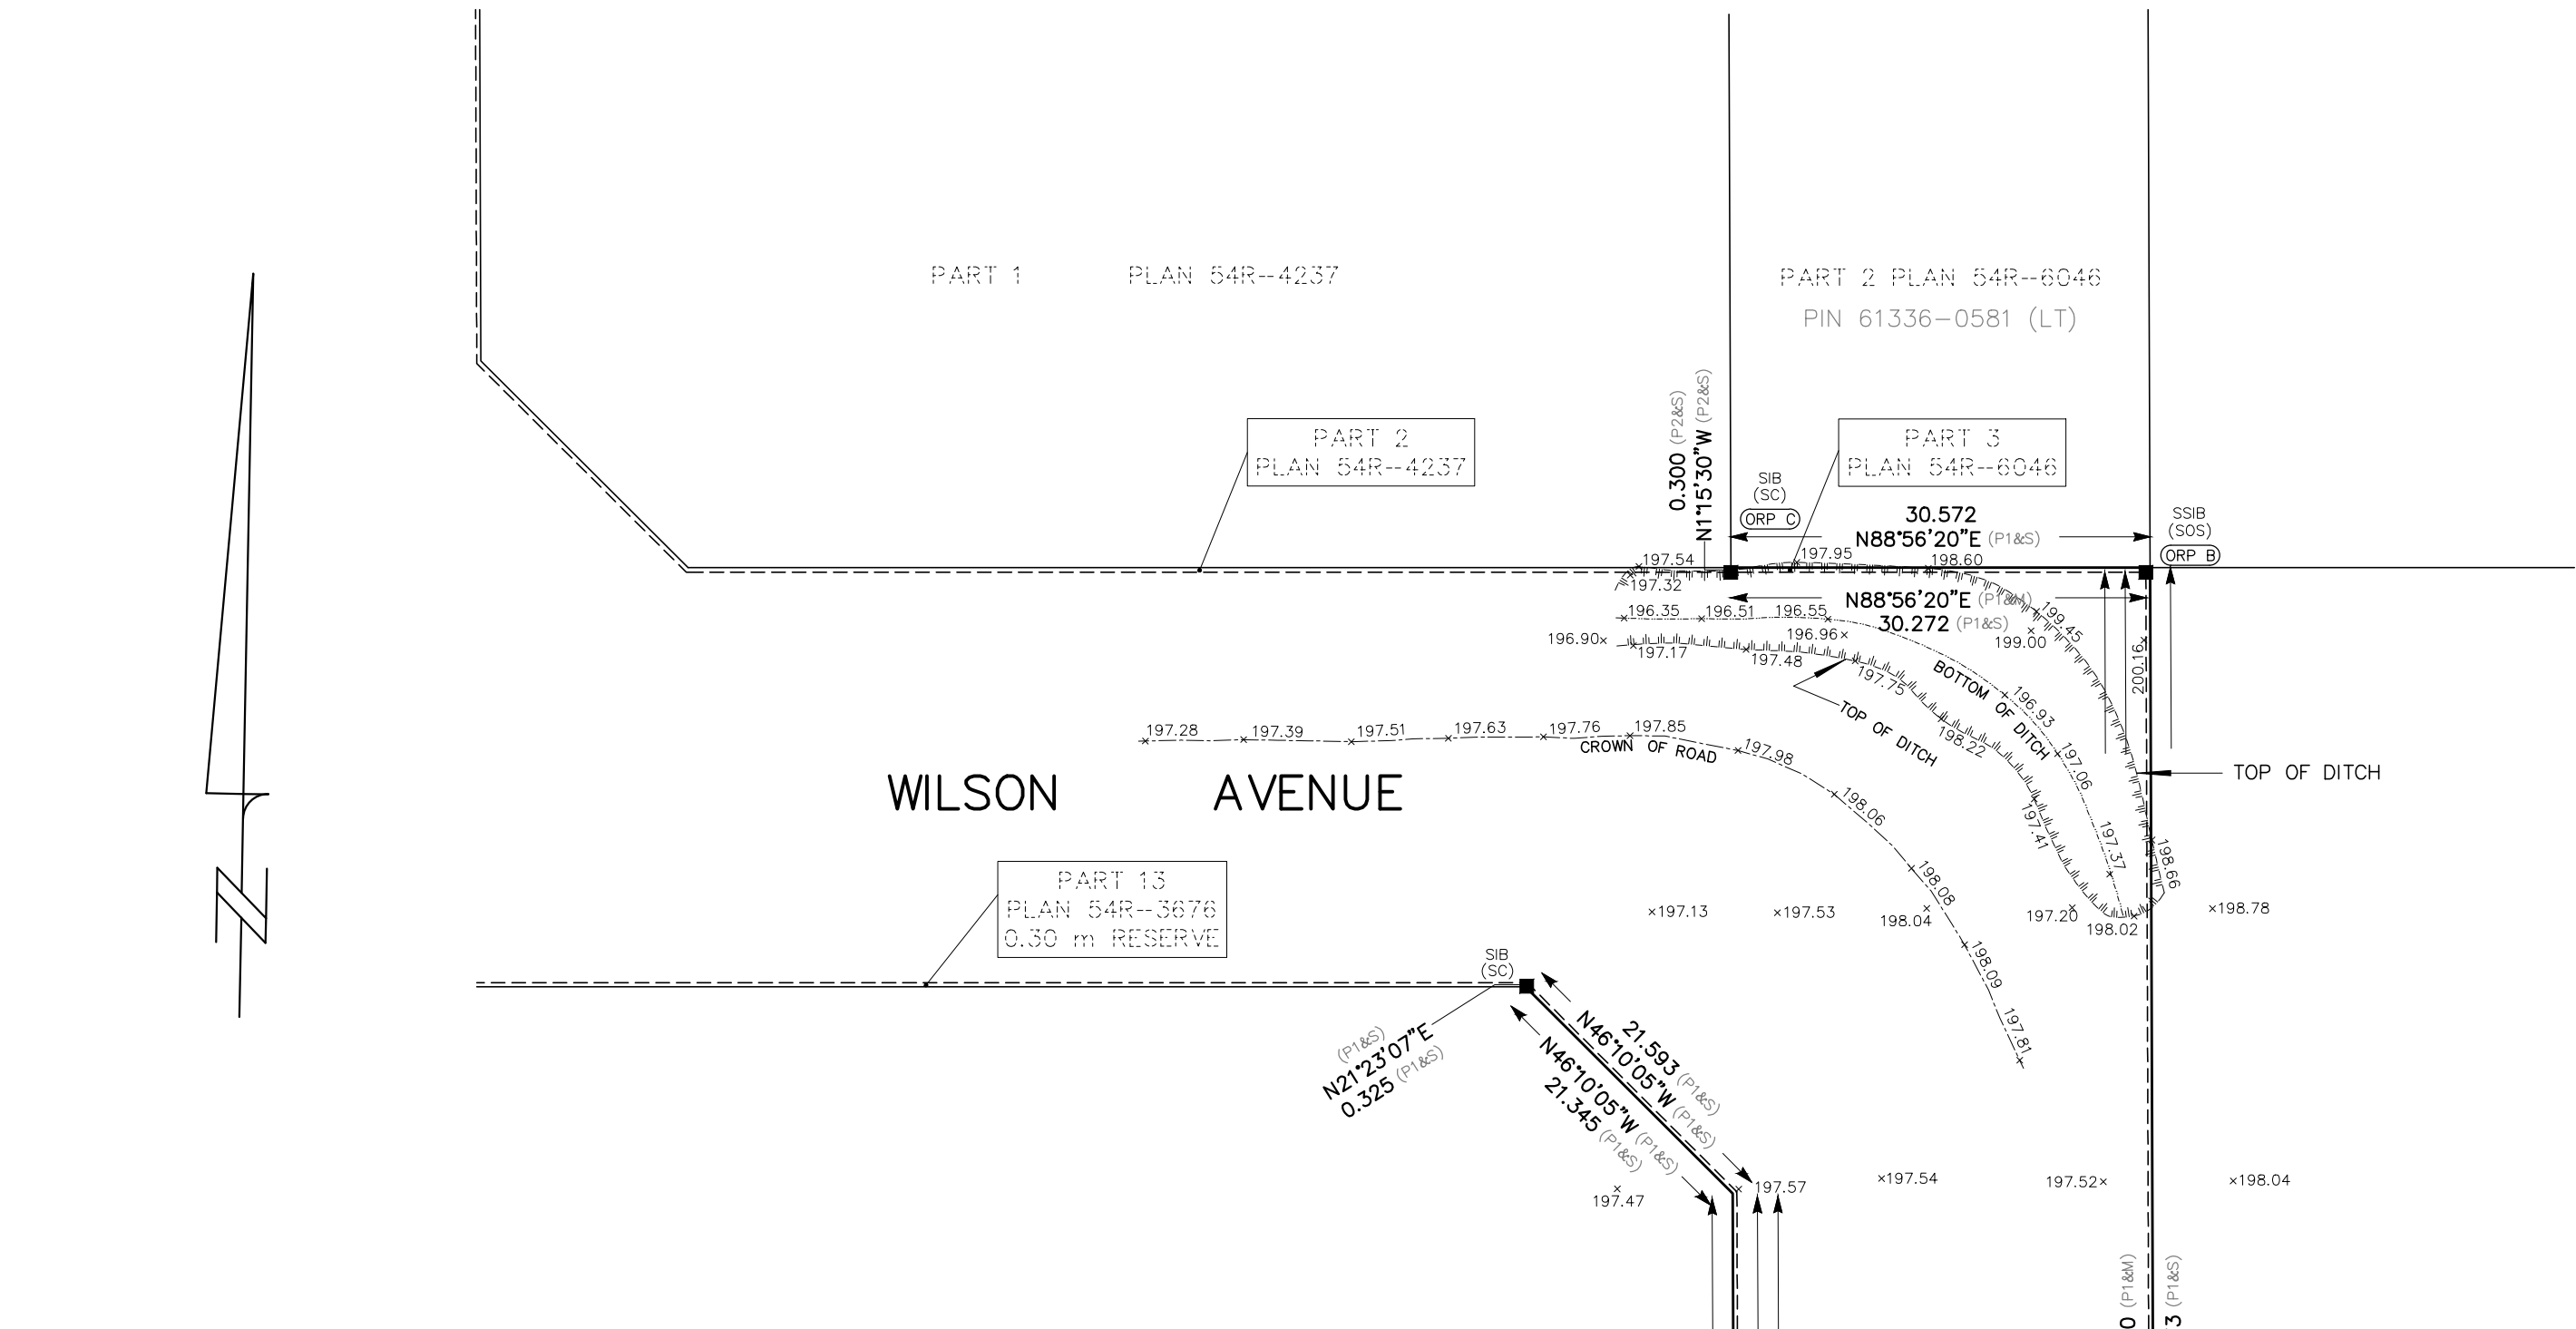 PART 1 PLAN 54R--4237
PART 2 PLAN 54R--6046
PIN 61336-0581 (LT)
PART 2
PLAN 54R--4237
0.300 (P2&S)
N1°15'30"W (P2&S)
PART 3
PLAN 54R--6046
SIB
(SC)
ORP C
30.572
N88°56'20"E (P1&S)
SSIB
(SOS)
ORP B
197.54
197.95
198.60
197.32
N88°56'20"E (P1&M)
30.272 (P1&S)
196.35
196.51
196.55
199.45
199.00
196.90
196.96
197.17
197.48
197.75
200.16
BOTTOM OF DITCH
196.93
TOP OF DITCH
198.22
197.06
197.28
197.39
197.51
197.63
197.76
197.85
CROWN OF ROAD
197.98
TOP OF DITCH
WILSON AVENUE
198.06
197.41
197.37
198.66
198.08
PART 13
PLAN 54R--3676
0.30 m RESERVE
197.13
197.53
198.04
197.20
198.02
198.78
SIB
(SC)
198.09
197.81
(P1&S)
N21°23'07"E
0.325 (P1&S)
21.593 (P1&S)
N46°10'05"W (P1&S)
N46°10'05"W (P1&S)
21.345 (P1&S)
197.47
197.57
197.54
197.52
198.04
0 (P1&M)
3 (P1&S)